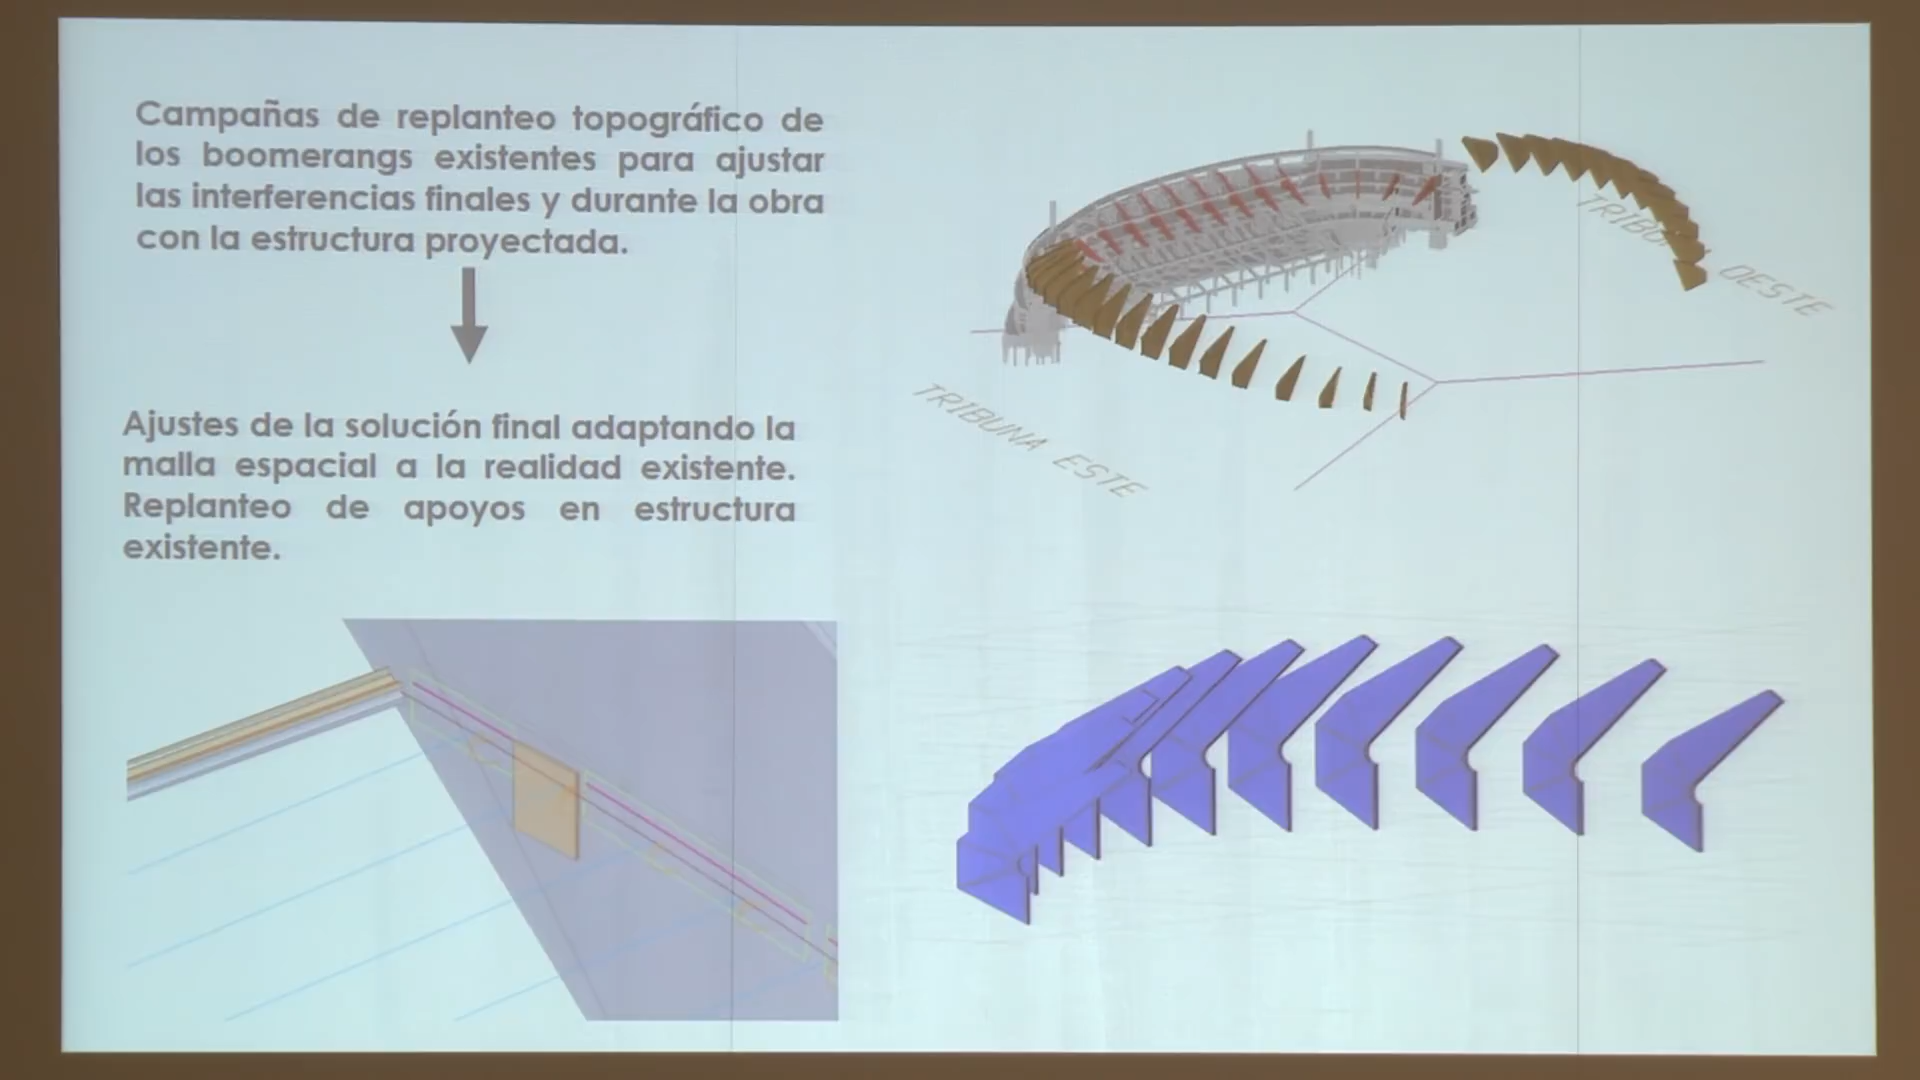 Campañas de replanteo topográfico de
los boomerangs existentes para ajustar
las interferencias finales y durante la obra
con la estructura proyectada.
Ajustes de la solución final adaptando la
malla espacial a la realidad existente.
Replanteo de apoyos en estructura
existente.
TRIBUNA OESTE
TRIBUNA ESTE